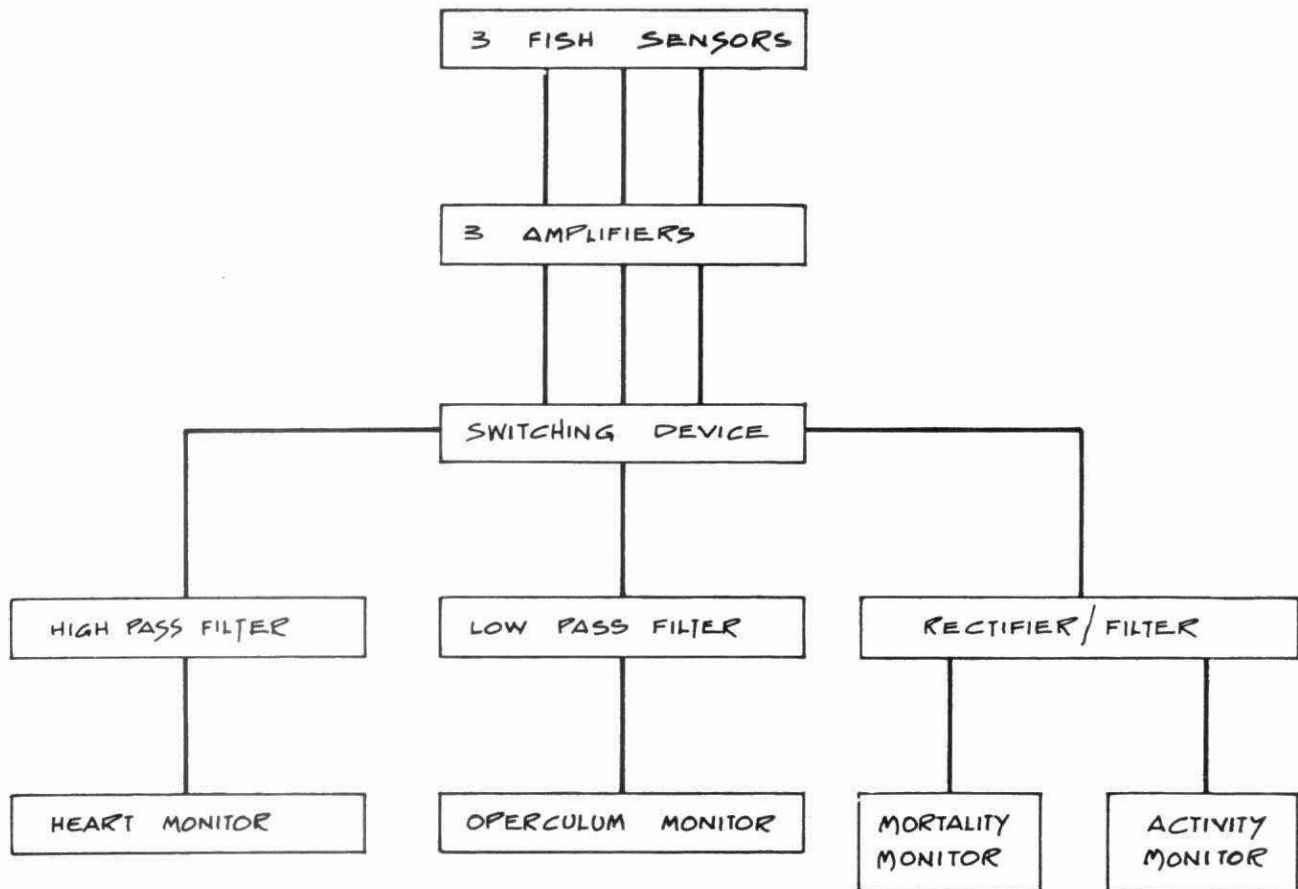 3 FISH SENSORS
3 AMPLIFIERS
SWITCHING DEVICE
HIGH PASS FILTER
LOW PASS FILTER
RECTIFIER/FILTER
HEART MONITOR
OPERCULUM MONITOR
MORTALITY
MONITOR
ACTIVITY
MONITOR